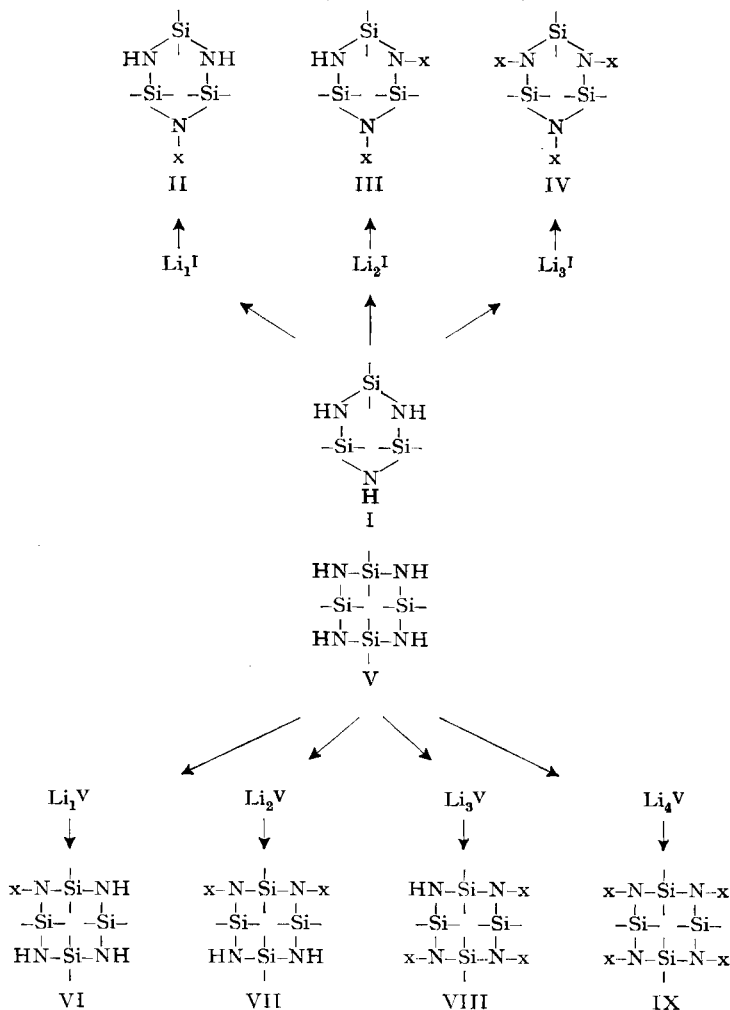 Si Si Si
HN NH HN N–x x–N N–x
–Si– –Si– –Si– –Si– –Si– –Si–
N N N
x x x
II III IV
Li₁ᴵ Li₂ᴵ Li₃ᴵ
Si
HN NH
–Si– –Si–
N
H
I
HN–Si–NH
–Si– –Si–
HN–Si–NH
V
Li₁ⱽ Li₂ⱽ Li₃ⱽ Li₄ⱽ
x–N–Si–NH x–N–Si–N–x HN–Si–N–x x–N–Si–N–x
–Si– –Si– –Si– –Si– –Si– –Si– –Si– –Si–
HN–Si–NH HN–Si–NH x–N–Si–N–x x–N–Si–N–x
VI VII VIII IX